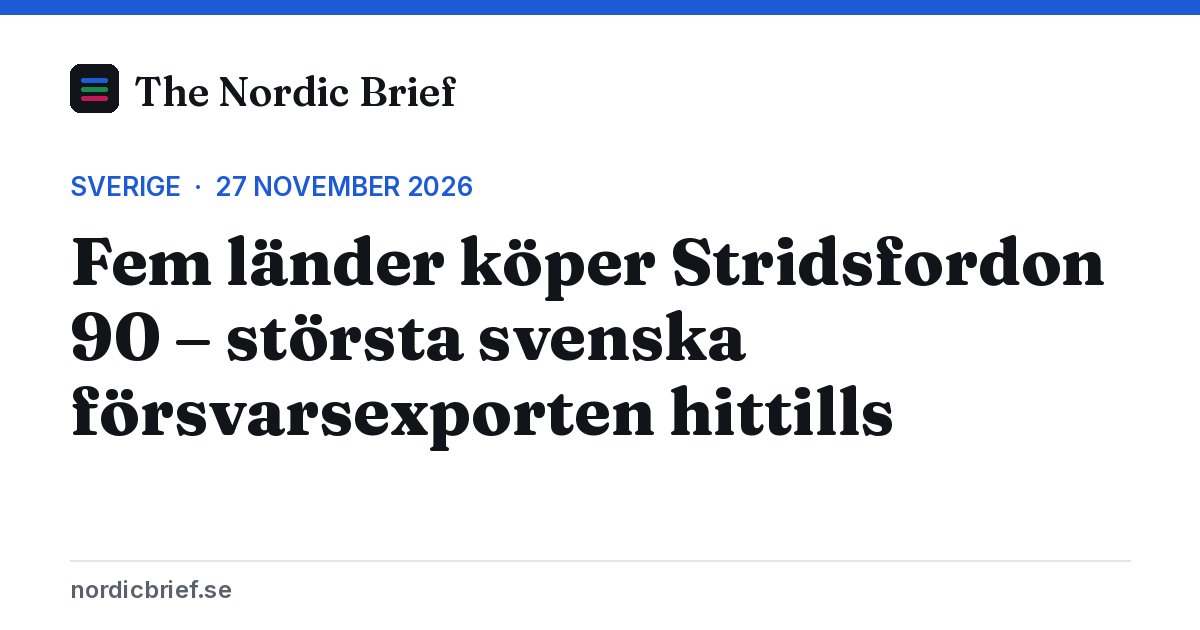 The Nordic Brief
SVERIGE · 27 NOVEMBER 2026
Fem länder köper Stridsfordon
90 – största svenska
försvarsexporten hittills
nordicbrief.se